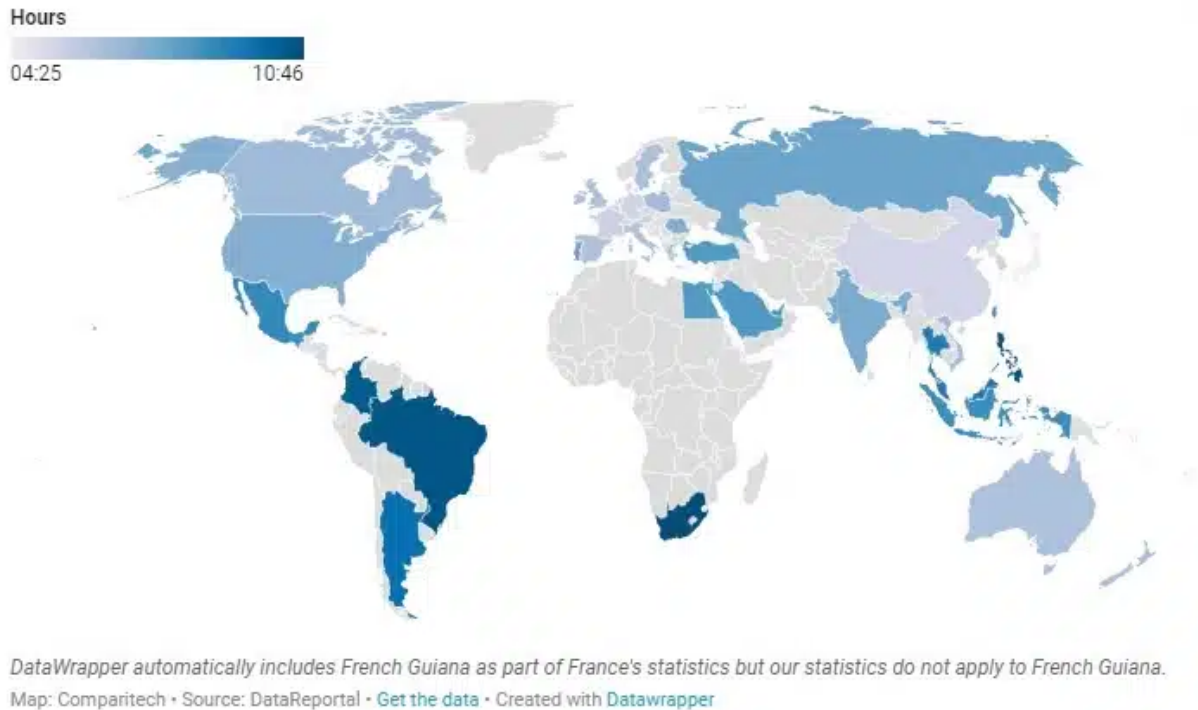 Hours
04:25 10:46
DataWrapper automatically includes French Guiana as part of France's statistics but our statistics do not apply to French Guiana.
Map: Comparitech • Source: DataReportal • Get the data • Created with Datawrapper